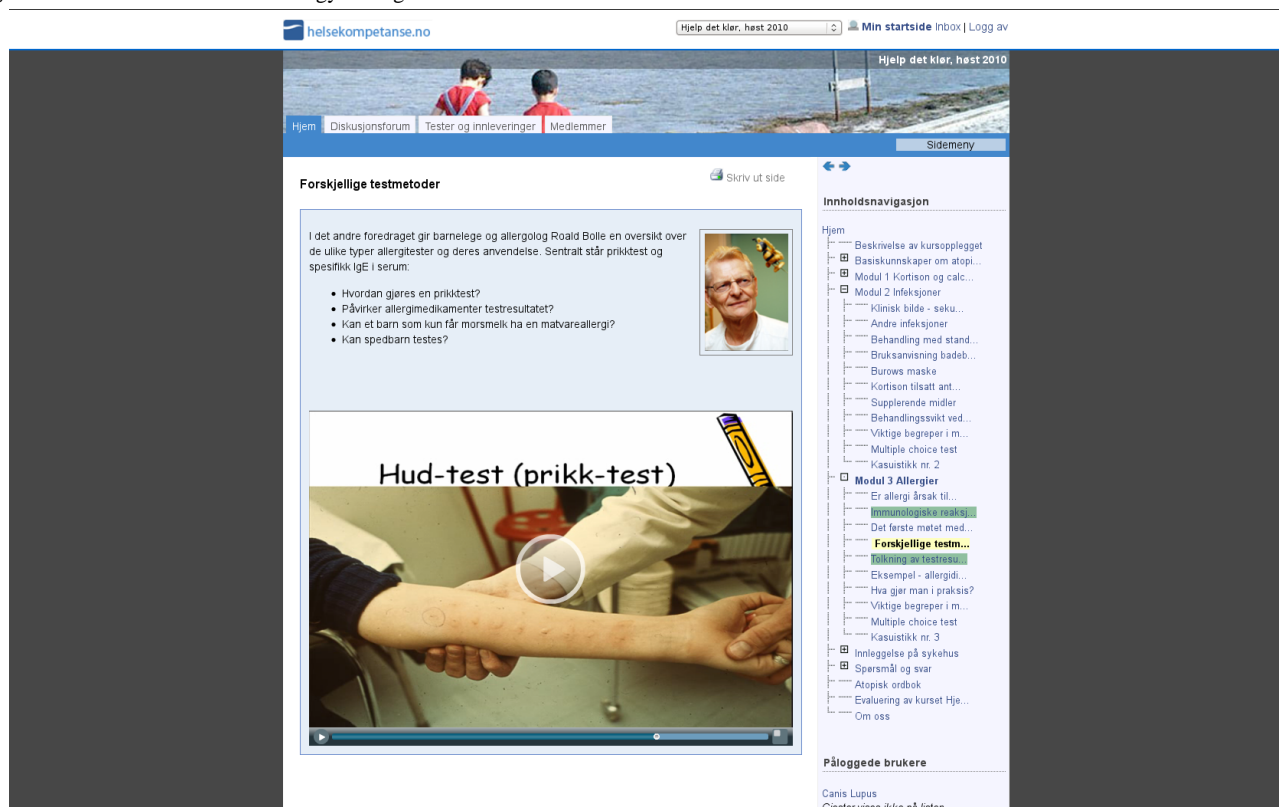 helsekompetanse.no
Hjelp det klør, høst 2010
Min startside Inbox | Logg av
Hjelp det klør, høst 2010
Hjem
Diskusjonsforum
Tester og innleveringer
Medlemmer
Sidemeny
Forskjellige testmetoder
Skriv ut side
I det andre foredraget gir barnelege og allergolog Roald Bolle en oversikt over
de ulike typer allergitester og deres anvendelse. Sentralt står prikktest og
spesifikk IgE i serum:
Hvordan gjøres en prikktest?
Påvirker allergimedikamenter testresultatet?
Kan et barn som kun får morsmelk ha en matvareallergi?
Kan spedbarn testes?
Hud-test (prikk-test)
Innholdsnavigasjon
Hjem
Beskrivelse av kursopplegget
Basiskunnskaper om atopi...
Modul 1 Kortison og calc...
Modul 2 Infeksjoner
Klinisk bilde - seku...
Andre infeksjoner
Behandling med stand...
Bruksanvisning badeb...
Burows maske
Kortison tilsatt ant...
Supplerende midler
Behandlingssvikt ved...
Viktige begreper i m...
Multiple choice test
Kasuistikk nr. 2
Modul 3 Allergier
Er allergi årsak til...
Immunologiske reaksj...
Det første møtet med...
Forskjellige testm...
Tolkning av testresu...
Eksempel - allergidi...
Hva gjør man i praksis?
Viktige begreper i m...
Multiple choice test
Kasuistikk nr. 3
Innleggelse på sykehus
Spørsmål og svar
Atopisk ordbok
Evaluering av kurset Hje...
Om oss
Påloggede brukere
Canis Lupus